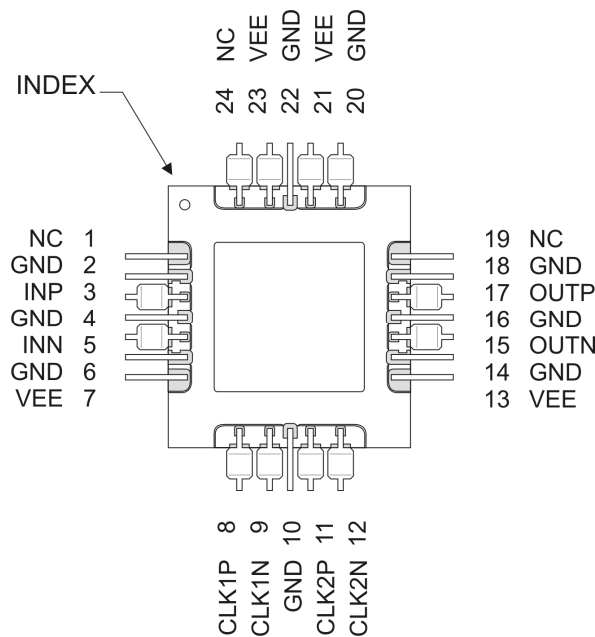 NC
VEE
GND
VEE
GND
24
23
22
21
20
INDEX
NC 1
GND 2
INP 3
GND 4
INN 5
GND 6
VEE 7
19 NC
18 GND
17 OUTP
16 GND
15 OUTN
14 GND
13 VEE
8
9
10
11
12
CLK1P
CLK1N
GND
CLK2P
CLK2N